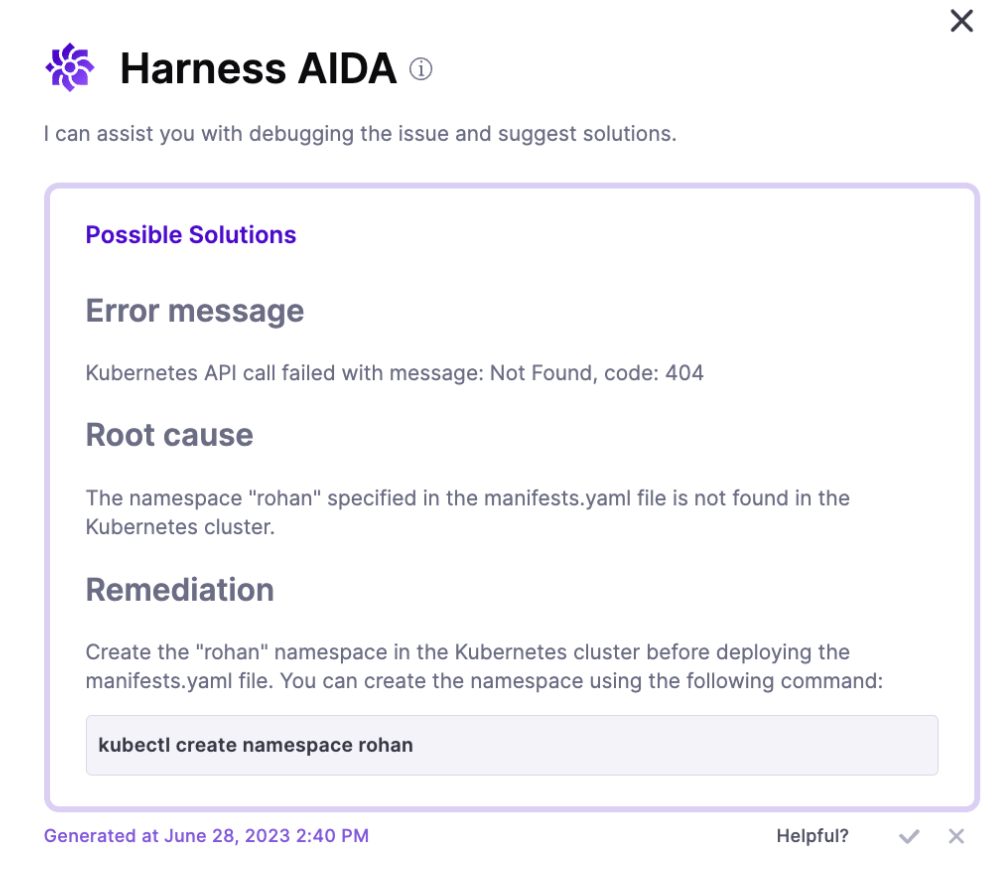 Harness AIDA
I can assist you with debugging the issue and suggest solutions.
Possible Solutions
Error message
Kubernetes API call failed with message: Not Found, code: 404
Root cause
The namespace "rohan" specified in the manifests.yaml file is not found in the
Kubernetes cluster.
Remediation
Create the "rohan" namespace in the Kubernetes cluster before deploying the
manifests.yaml file. You can create the namespace using the following command:
kubectl create namespace rohan
Generated at June 28, 2023 2:40 PM
Helpful?